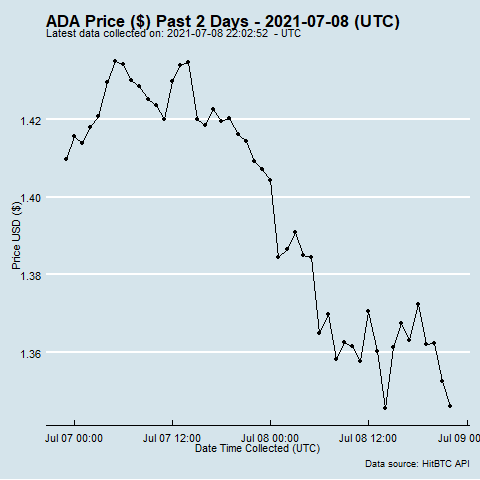 ADA Price ($) Past 2 Days - 2021-07-08 (UTC)
Latest data collected on: 2021-07-08 22:02:52 - UTC
Price USD ($)
1.42
1.40
1.38
1.36
Jul 07 00:00 Jul 07 12:00 Jul 08 00:00 Jul 08 12:00 Jul 09 00:00
Date Time Collected (UTC)
Data source: HitBTC API